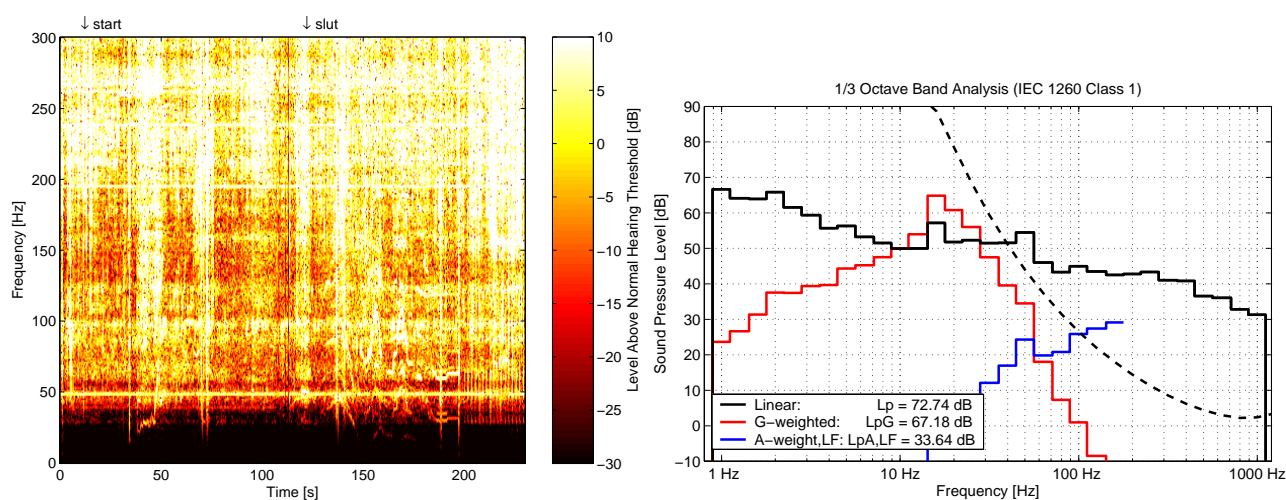 ↓ start
↓ slut
300
250
200
150
100
50
0
Frequency [Hz]
0
50
100
150
200
Time [s]
10
5
0
−5
−10
−15
−20
−25
−30
Level Above Normal Hearing Threshold [dB]
1/3 Octave Band Analysis (IEC 1260 Class 1)
90
80
70
60
50
40
30
20
10
0
−10
Sound Pressure Level [dB]
Linear: Lp = 72.74 dB
G−weighted: LpG = 67.18 dB
A−weight,LF: LpA,LF = 33.64 dB
1 Hz
10 Hz
100 Hz
1000 Hz
Frequency [Hz]